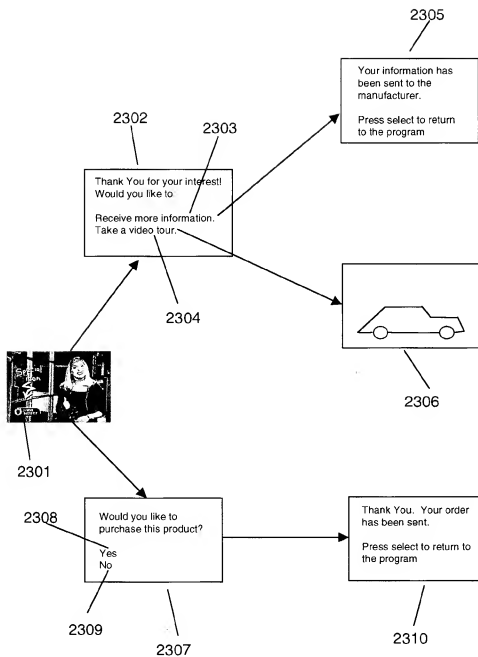 2305
Your information has
been sent to the
manufacturer.
Press select to return
to the program
2303
2302
Thank You for your interest!
Would you like to
Receive more information.
Take a video tour.
2304
2306
2301
Would you like to
purchase this product?
2308
Yes
No
2309
2307
Thank You. Your order
has been sent.
Press select to return to
the program
2310